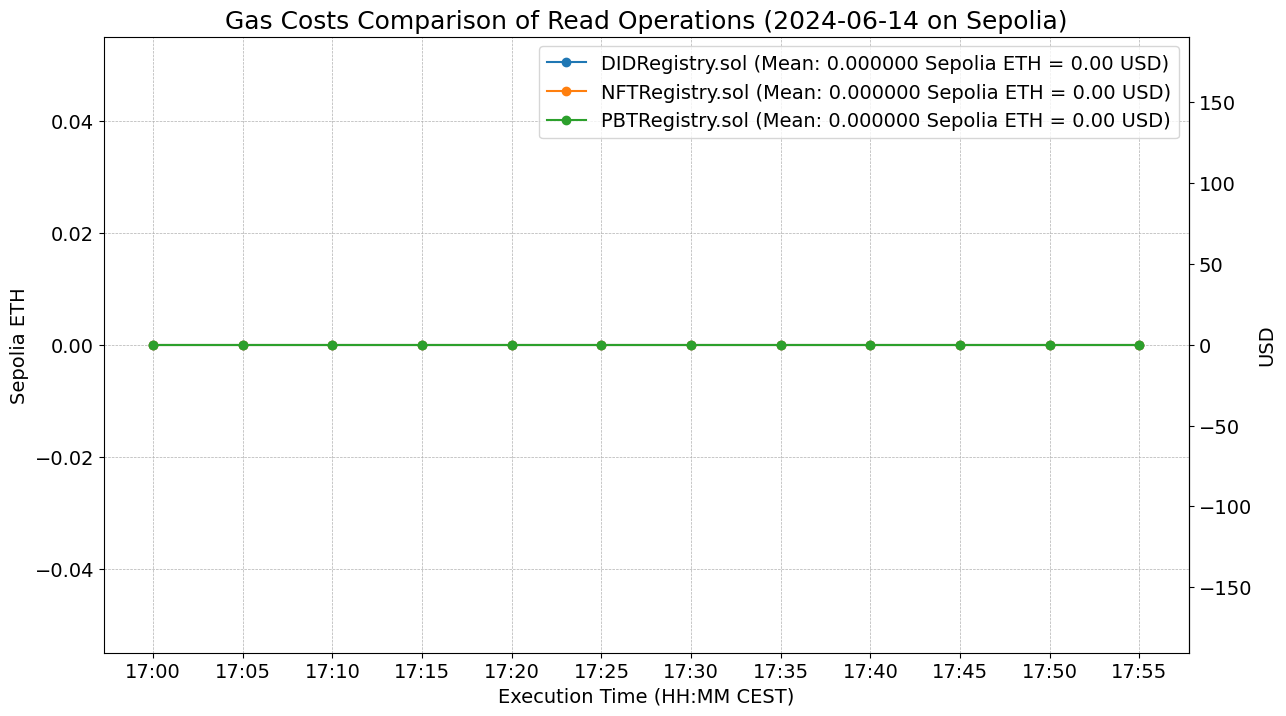 Gas Costs Comparison of Read Operations (2024-06-14 on Sepolia)
DIDRegistry.sol (Mean: 0.000000 Sepolia ETH = 0.00 USD)
NFTRegistry.sol (Mean: 0.000000 Sepolia ETH = 0.00 USD)
PBTRegistry.sol (Mean: 0.000000 Sepolia ETH = 0.00 USD)
Sepolia ETH
0.04
0.02
0.00
−0.02
−0.04
150
100
50
0
−50
−100
−150
USD
17:00 17:05 17:10 17:15 17:20 17:25 17:30 17:35 17:40 17:45 17:50 17:55
Execution Time (HH:MM CEST)